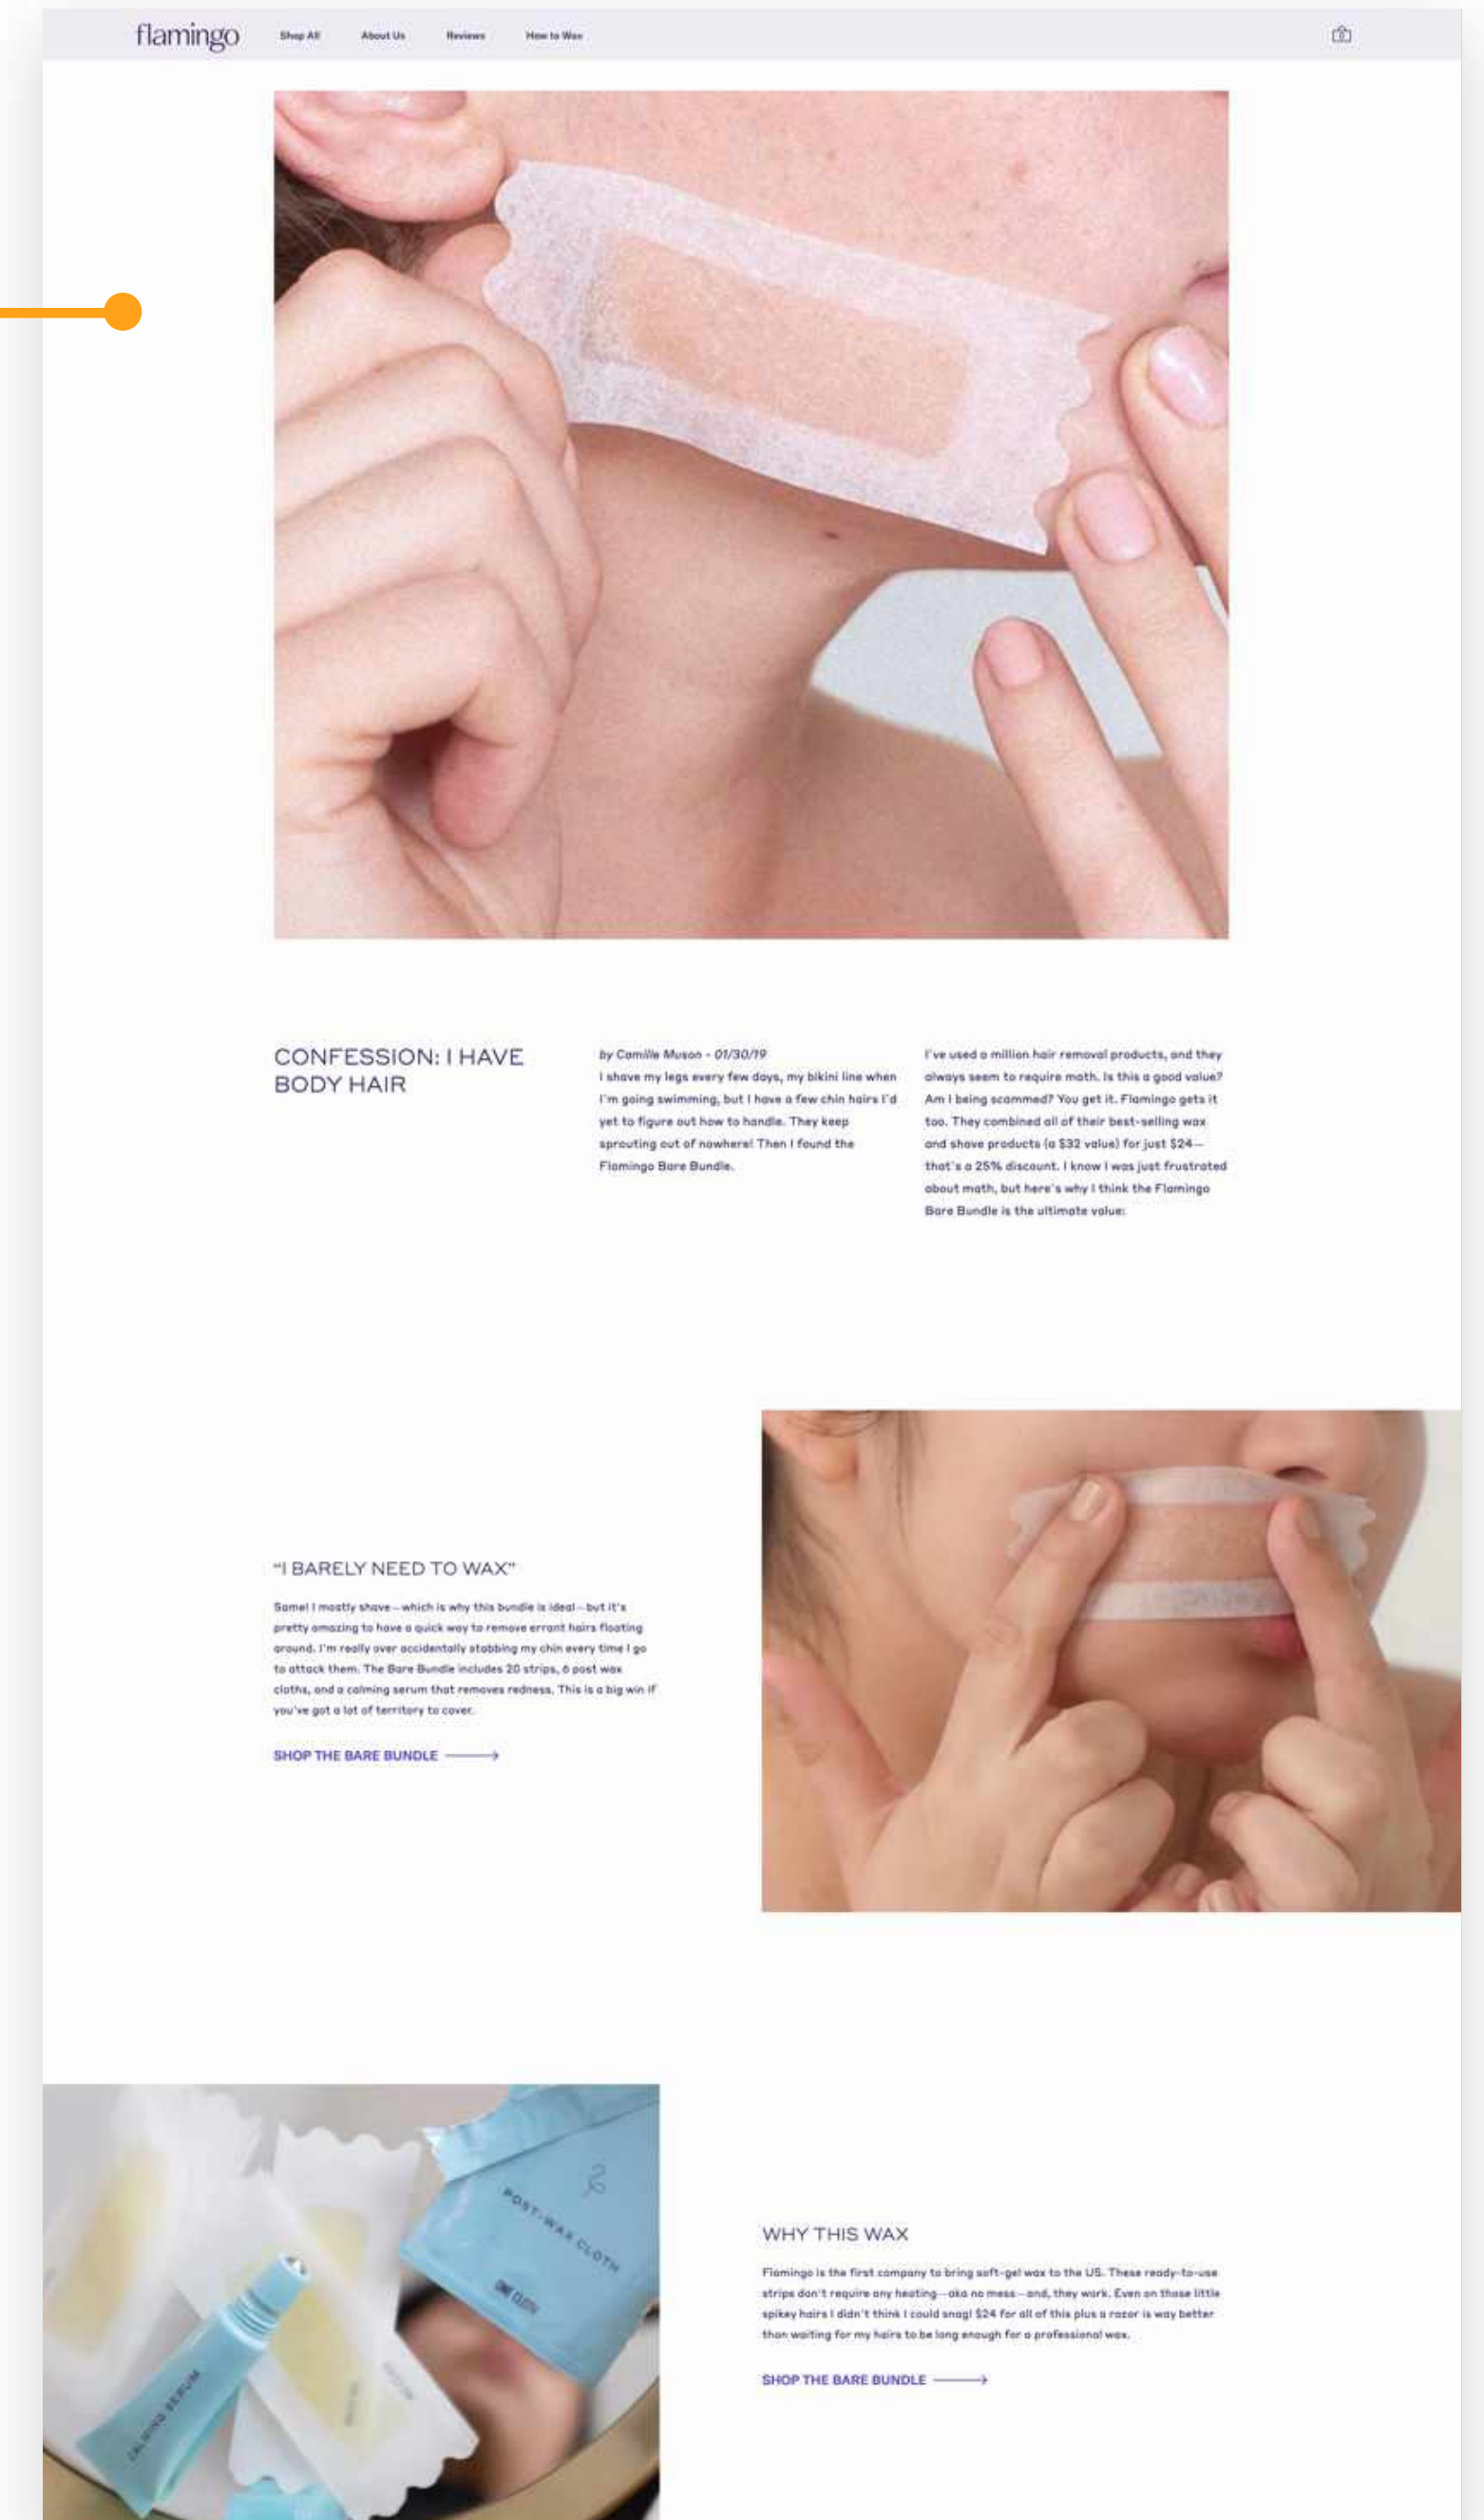 flamingo
Shop All
About Us
Reviews
How to Wax
0
CONFESSION: I HAVE
BODY HAIR
by Camille Muson - 01/30/19
I shave my legs every few days, my bikini line when
I'm going swimming, but I have a few chin hairs I'd
yet to figure out how to handle. They keep
sprouting out of nowhere! Then I found the
Flamingo Bare Bundle.
I've used a million hair removal products, and they
always seem to require math. Is this a good value?
Am I being scammed? You get it. Flamingo gets it
too. They combined all of their best-selling wax
and shave products (a $32 value) for just $24—
that's a 25% discount. I know I was just frustrated
about math, but here's why I think the Flamingo
Bare Bundle is the ultimate value:
“I BARELY NEED TO WAX”
Same! I mostly shave—which is why this bundle is ideal—but it's
pretty amazing to have a quick way to remove errant hairs floating
around. I'm really over accidentally stabbing my chin every time I go
to attack them. The Bare Bundle includes 20 strips, 6 post wax
cloths, and a calming serum that removes redness. This is a big win if
you've got a lot of territory to cover.
SHOP THE BARE BUNDLE
POST-WAX CLOTH
ONE CLOTH
CALMING SERUM
WHY THIS WAX
Flamingo is the first company to bring soft-gel wax to the US. These ready-to-use
strips don't require any heating—aka no mess—and, they work. Even on those little
spikey hairs I didn't think I could snag! $24 for all of this plus a razor is way better
than waiting for my hairs to be long enough for a professional wax.
SHOP THE BARE BUNDLE